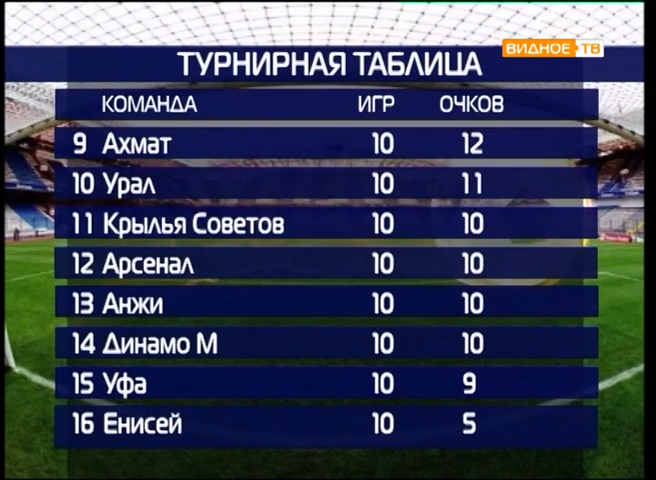 ВИДНОЕ ТВ
ТУРНИРНАЯ ТАБЛИЦА
КОМАНДА ИГР ОЧКОВ
9 Ахмат 10 12
10 Урал 10 11
11 Крылья Советов 10 10
12 Арсенал 10 10
13 Анжи 10 10
14 Динамо М 10 10
15 Уфа 10 9
16 Енисей 10 5